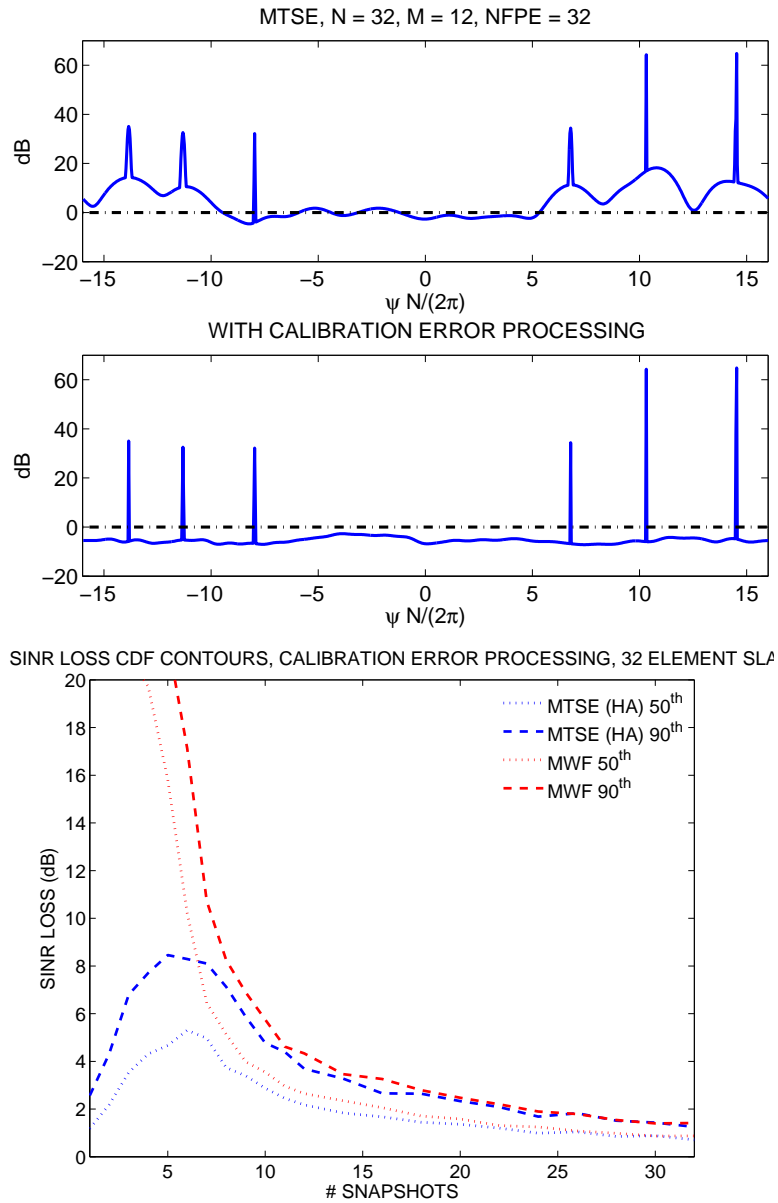 MTSE, N = 32, M = 12, NFPE = 32
60
40
20
0
−20
dB
−15 −10 −5 0 5 10 15
ψ N/(2π)
WITH CALIBRATION ERROR PROCESSING
60
40
20
0
−20
dB
−15 −10 −5 0 5 10 15
ψ N/(2π)
SINR LOSS CDF CONTOURS, CALIBRATION ERROR PROCESSING, 32 ELEMENT SLA
20
18
16
14
12
10
8
6
4
2
0
SINR LOSS (dB)
MTSE (HA) 50th
MTSE (HA) 90th
MWF 50th
MWF 90th
5 10 15 20 25 30
# SNAPSHOTS